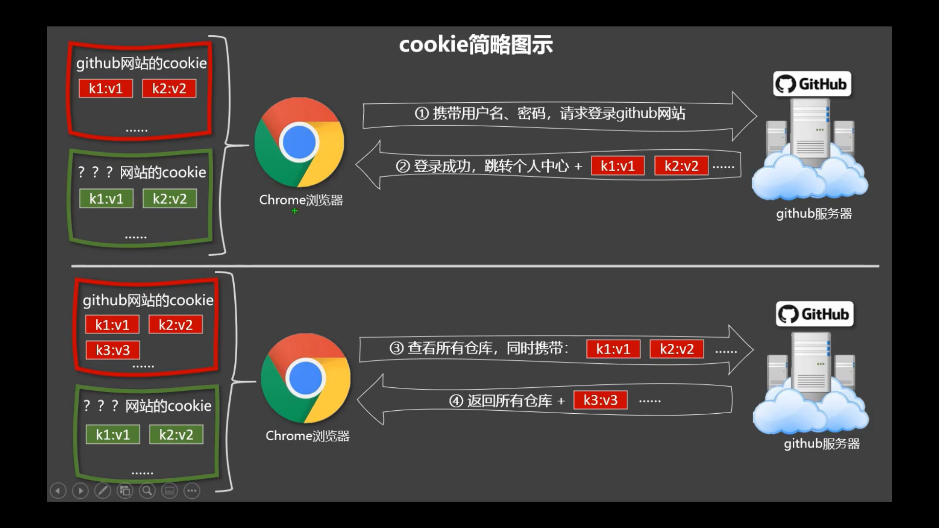 cookie简略图示
github网站的cookie
k1:v1 k2:v2
......
？？？网站的cookie
k1:v1 k2:v2
......
Chrome浏览器
① 携带用户名、密码，请求登录github网站
② 登录成功，跳转个人中心 + k1:v1 k2:v2 ......
GitHub
github服务器
github网站的cookie
k1:v1 k2:v2
k3:v3
......
？？？网站的cookie
k1:v1 k2:v2
......
Chrome浏览器
③ 查看所有仓库，同时携带： k1:v1 k2:v2 ......
④ 返回所有仓库 + k3:v3 ......
GitHub
github服务器